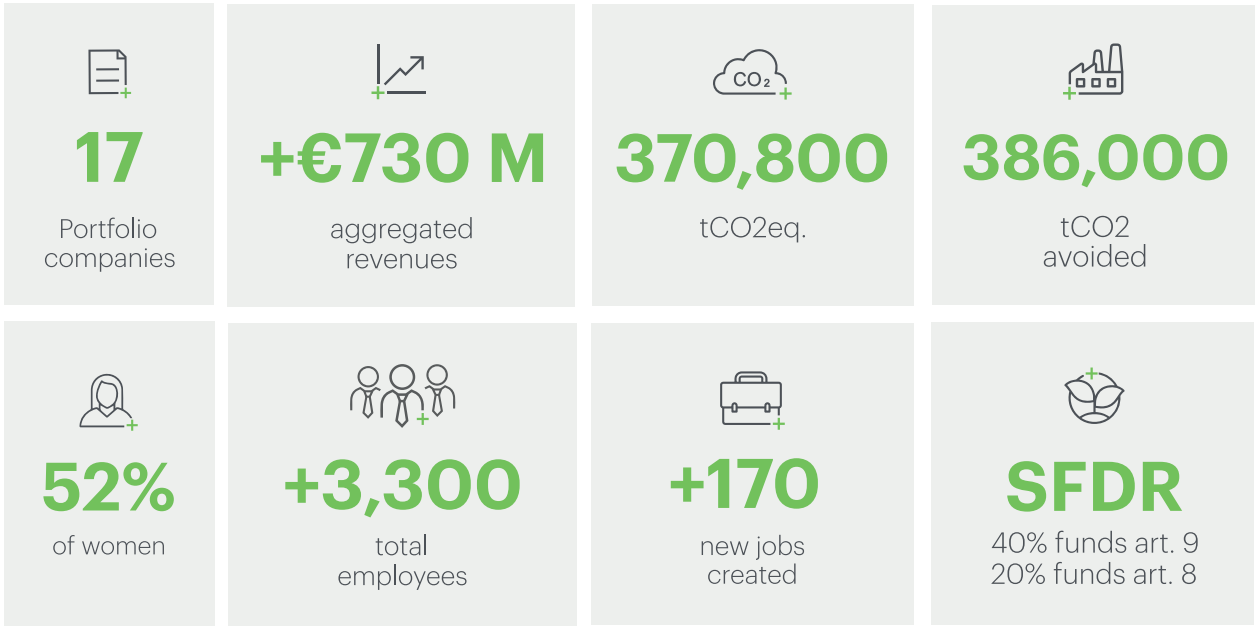 17
Portfolio
companies
+€730 M
aggregated
revenues
CO2
370,800
tCO2eq.
386,000
tCO2
avoided
52%
of women
+3,300
total
employees
+170
new jobs
created
SFDR
40% funds art. 9
20% funds art. 8